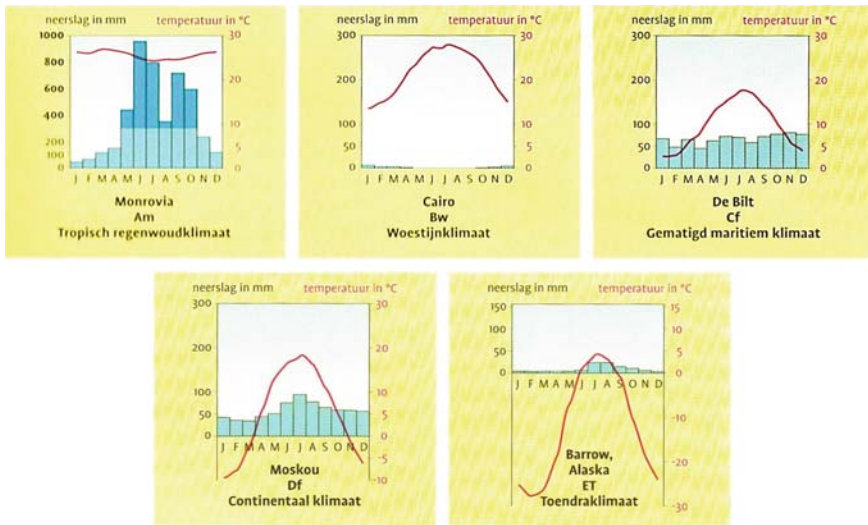 neerslag in mm temperatuur in °C
1000
800
600
400
200
100
0
30
20
10
5
0
J F M A M J J A S O N D
Monrovia
Am
Tropisch regenwoudklimaat
neerslag in mm temperatuur in °C
300
200
100
50
0
30
20
10
5
0
J F M A M J J A S O N D
Cairo
Bw
Woestijnklimaat
neerslag in mm temperatuur in °C
300
200
100
50
0
30
20
10
5
0
J F M A M J J A S O N D
De Bilt
Cf
Gematigd maritiem klimaat
neerslag in mm temperatuur in °C
300
200
100
50
0
30
20
10
5
0
-5
-10
J F M A M J J A S O N D
Moskou
Df
Continentaal klimaat
neerslag in mm temperatuur in °C
150
100
50
0
15
10
5
0
-10
-20
-30
J F M A M J J A S O N D
Barrow,
Alaska
ET
Toendraklimaat